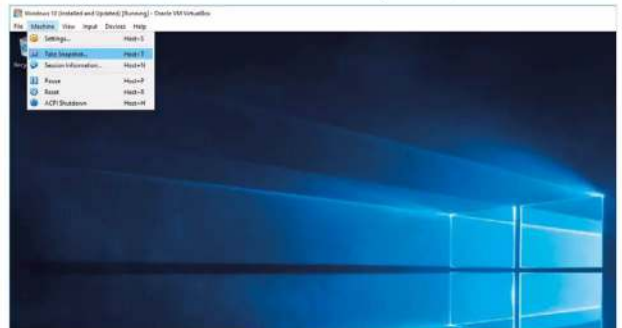 Windows 10 (Installed and Updated) [Running] - Oracle VM VirtualBox
File Machine View Input Devices Help
Settings... Host+S
Take Snapshot... Host+T
Session Information... Host+N
Pause Host+P
Reset Host+R
ACPI Shutdown Host+H